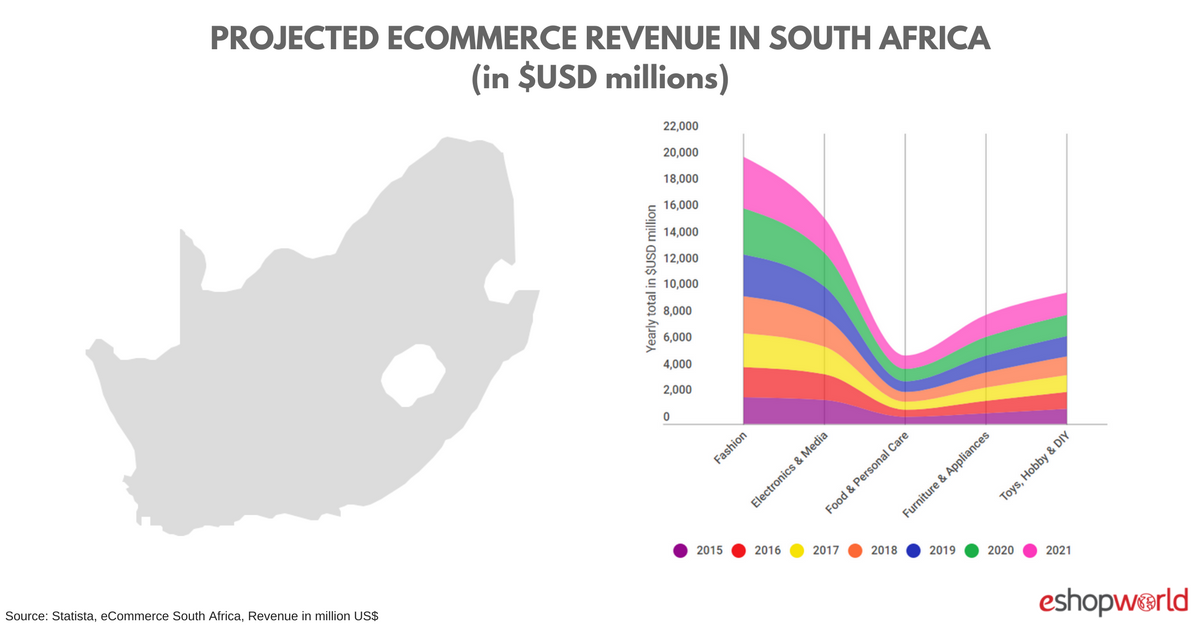 PROJECTED ECOMMERCE REVENUE IN SOUTH AFRICA
(in $USD millions)
Yearly total in $USD million
22,000
20,000
18,000
16,000
14,000
12,000
10,000
8,000
6,000
4,000
2,000
0
Fashion
Electronics & Media
Food & Personal Care
Furniture & Appliances
Toys, Hobby & DIY
2015 2016 2017 2018 2019 2020 2021
Source: Statista, eCommerce South Africa, Revenue in million US$
eshopworld